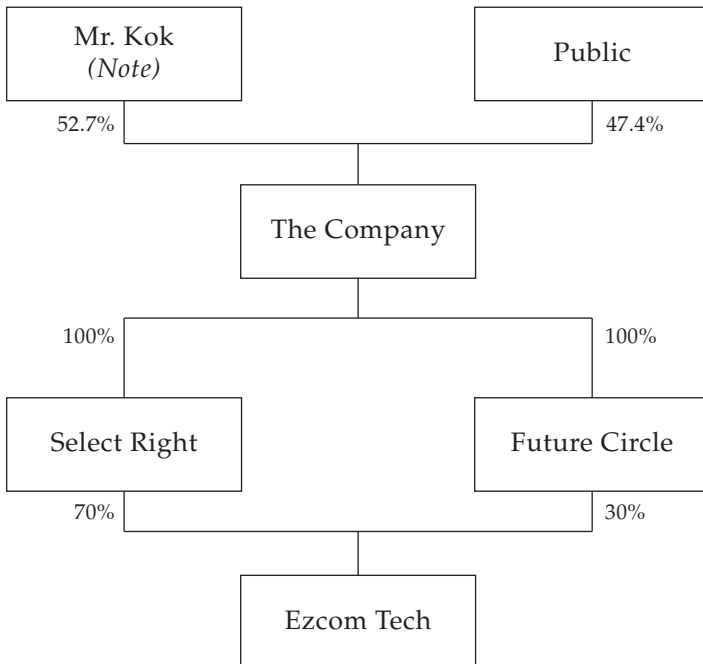 Mr. Kok
(Note)
Public
52.7%
47.4%
The Company
100%
100%
Select Right
Future Circle
70%
30%
Ezcom Tech